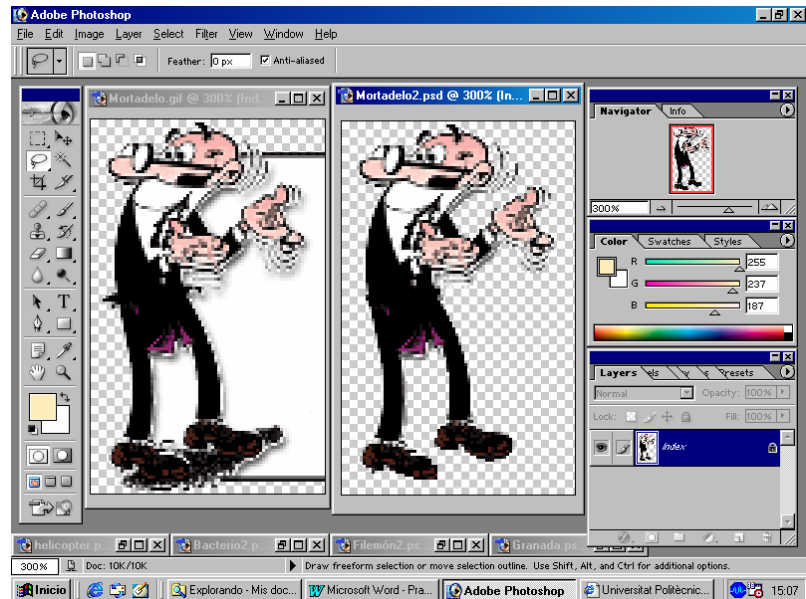 Adobe Photoshop
File Edit Image Layer Select Filter View Window Help
Feather: 0 px Anti-aliased
Mortadelo.gif @ 300% (Ind...
Mortadelo2.psd @ 300% (In...
Navigator Info
300%
Color Swatches Styles
R 255
G 237
B 187
Layers els Presets
Normal Opacity: 100%
Lock: Fill: 100%
Index
helicopter.p... Bacterio2.p... Filemón2.ps... Granada.ps...
300% Doc: 10K/10K Draw freeform selection or move selection outline. Use Shift, Alt, and Ctrl for additional options.
Inicio Explorando - Mis doc... Microsoft Word - Pra... Adobe Photoshop Universitat Politècnic... 15:07